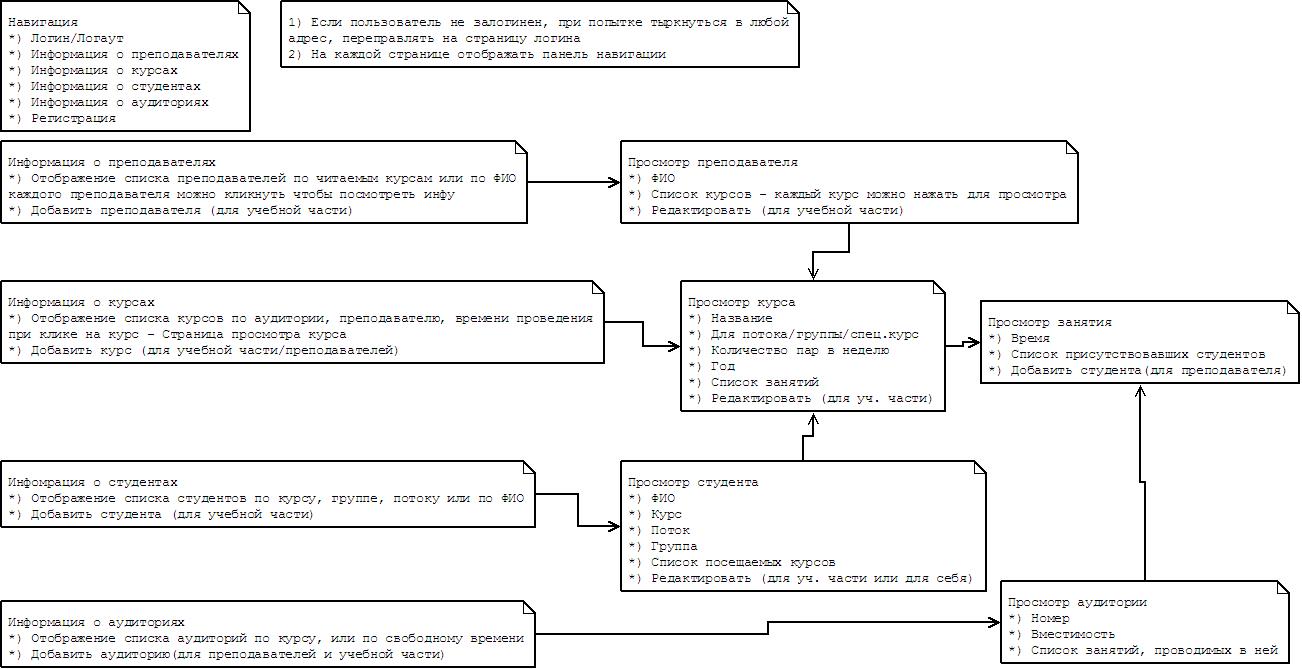 Навигация
*) Логин/Логаут
*) Информация о преподавателях
*) Информация о курсах
*) Информация о студентах
*) Информация о аудиториях
*) Регистрация
1) Если пользователь не залогинен, при попытке тыркнуться в любой
адрес, переправлять на страницу логина
2) На каждой странице отображать панель навигации
Информация о преподавателях
*) Отображение списка преподавателей по читаемым курсам или по ФИО
каждого преподавателя можно кликнуть чтобы посмотреть инфу
*) Добавить преподавателя (для учебной части)
Просмотр преподавателя
*) ФИО
*) Список курсов - каждый курс можно нажать для просмотра
*) Редактировать (для учебной части)
Информация о курсах
*) Отображение списка курсов по аудитории, преподавателю, времени проведения
при клике на курс - Страница просмотра курса
*) Добавить курс (для учебной части/преподавателей)
Просмотр курса
*) Название
*) Для потока/группы/спец.курс
*) Количество пар в неделю
*) Год
*) Список занятий
*) Редактировать (для уч. части)
Просмотр занятия
*) Время
*) Список присутствовавших студентов
*) Добавить студента(для преподавателя)
Инфомрация о студентах
*) Отображение списка студентов по курсу, группе, потоку или по ФИО
*) Добавить студента (для учебной части)
Просмотр студента
*) ФИО
*) Курс
*) Поток
*) Группа
*) Список посещаемых курсов
*) Редактировать (для уч. части или для себя)
Информация о аудиториях
*) Отображение списка аудиторий по курсу, или по свободному времени
*) Добавить аудиторию(для преподавателей и учебной части)
Просмотр аудитории
*) Номер
*) Вместимость
*) Список занятий, проводимых в ней